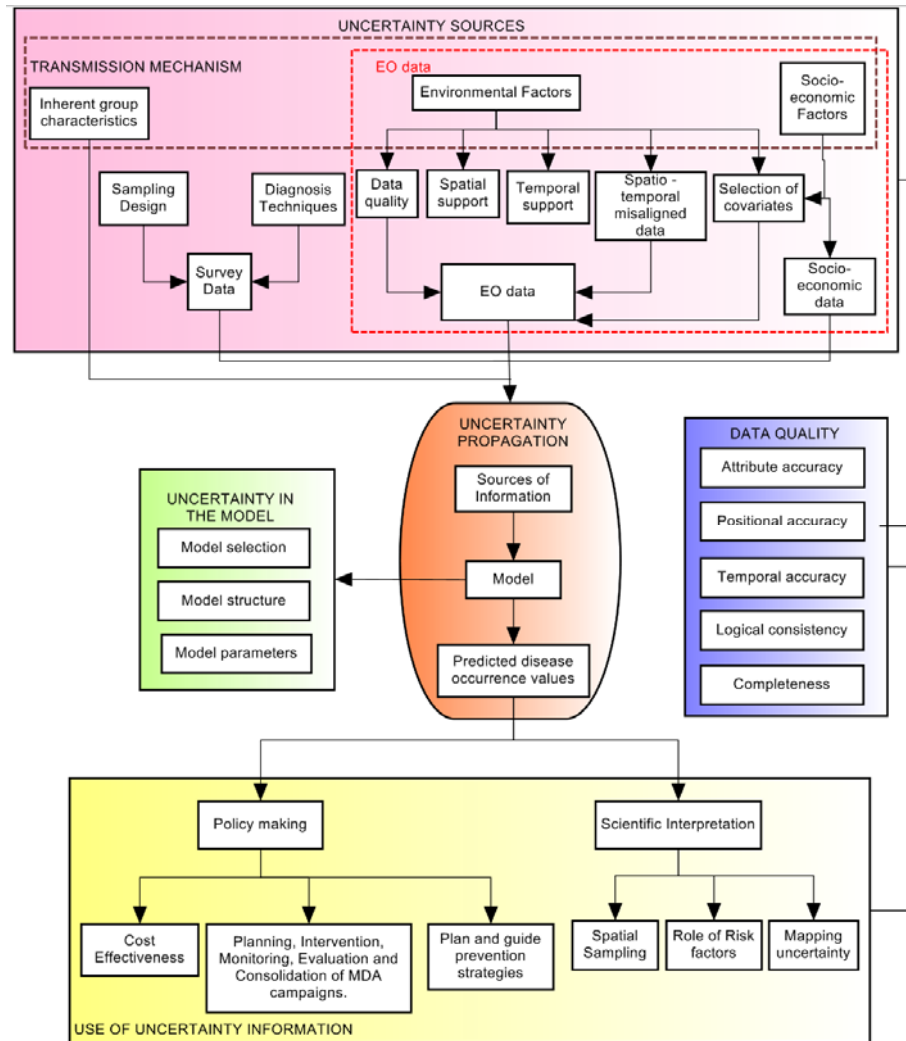 UNCERTAINTY SOURCES
TRANSMISSION MECHANISM
EO data
Inherent group
characteristics
Environmental Factors
Socio-
economic
Factors
Sampling
Design
Diagnosis
Techniques
Data
quality
Spatial
support
Temporal
support
Spatio -
temporal
misaligned
data
Selection of
covariates
Survey
Data
EO data
Socio-
economic
data
UNCERTAINTY
PROPAGATION
Sources of
Information
Model
Predicted disease
occurrence values
UNCERTAINTY IN
THE MODEL
Model selection
Model structure
Model parameters
DATA QUALITY
Attribute accuracy
Positional accuracy
Temporal accuracy
Logical consistency
Completeness
Policy making
Scientific Interpretation
Cost
Effectiveness
Planning, Intervention,
Monitoring, Evaluation and
Consolidation of MDA
campaigns.
Plan and guide
prevention
strategies
Spatial
Sampling
Role of Risk
factors
Mapping
uncertainty
USE OF UNCERTAINTY INFORMATION